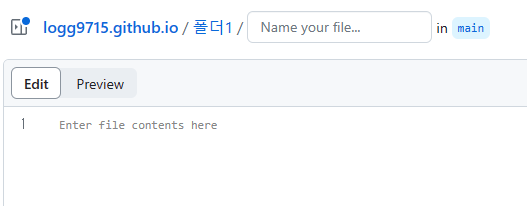 logg9715.github.io / 폴더1 / Name your file... in main
Edit Preview
1 Enter file contents here